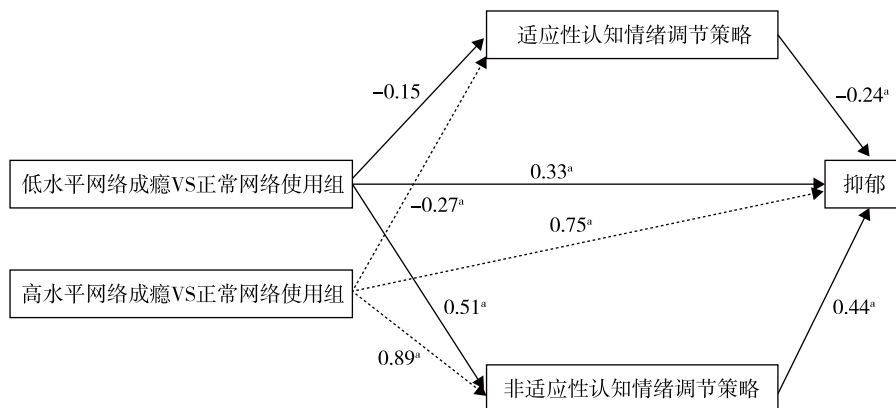 适应性认知情绪调节策略
−0.15
−0.24ᵃ
低水平网络成瘾VS正常网络使用组
0.33ᵃ
抑郁
−0.27ᵃ
0.75ᵃ
高水平网络成瘾VS正常网络使用组
0.51ᵃ
0.44ᵃ
0.89ᵃ
非适应性认知情绪调节策略